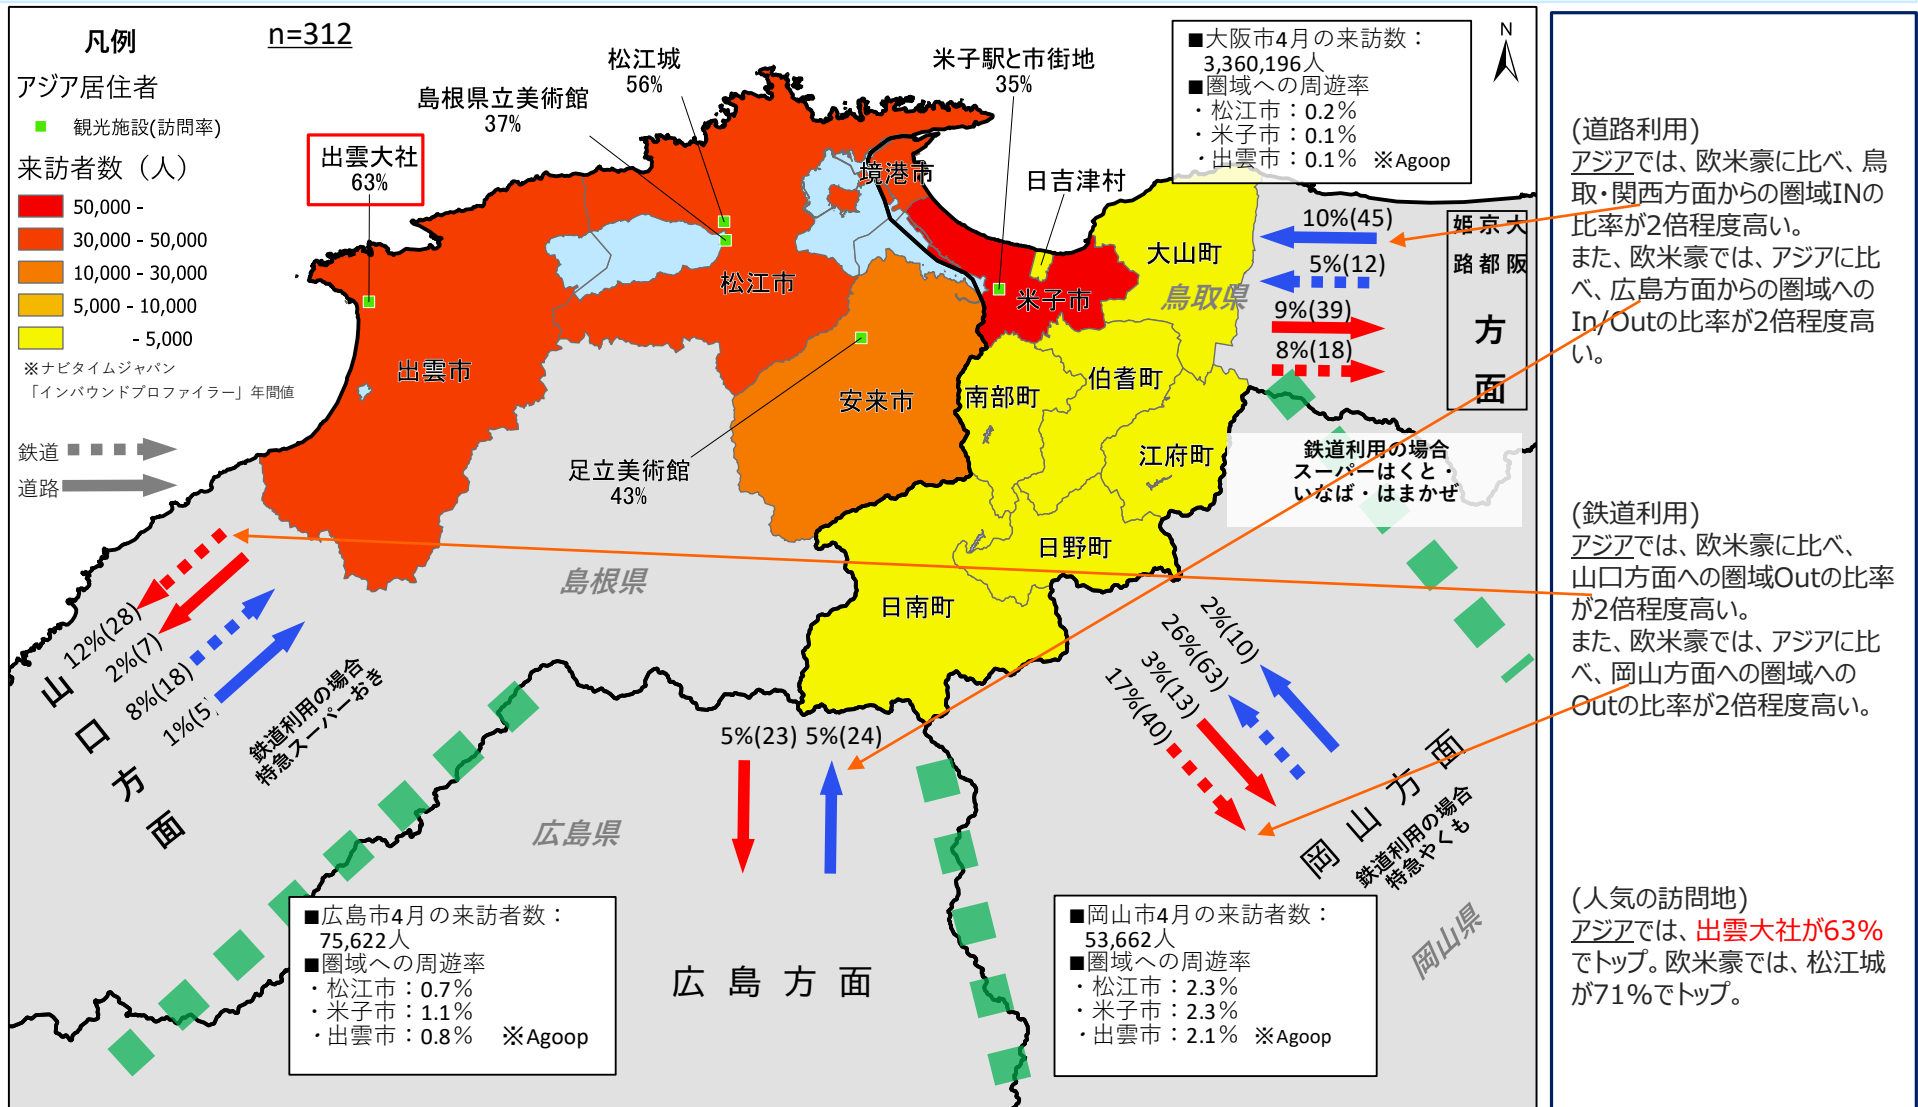 凡例
n=312
アジア居住者
観光施設(訪問率)
来訪者数（人）
50,000 -
30,000 - 50,000
10,000 - 30,000
5,000 - 10,000
- 5,000
※ナビタイムジャパン
「インバウンドプロファイラー」年間値
鉄道
道路
出雲大社
63%
島根県立美術館
37%
松江城
56%
米子駅と市街地
35%
足立美術館
43%
境港市
日吉津村
大山町
鳥取県
米子市
松江市
出雲市
安来市
南部町
伯耆町
江府町
日野町
日南町
島根県
広島県
岡山県
■大阪市4月の来訪数：
3,360,196人
■圏域への周遊率
・松江市：0.2％
・米子市：0.1％
・出雲市：0.1％ ※Agoop
N
10%(45)
5%(12)
9%(39)
8%(18)
大阪
京都
姫路
方面
鉄道利用の場合
スーパーはくと・
いなば・はまかぜ
12%(28)
2%(7)
8%(18)
1%(5)
山口方面
鉄道利用の場合
特急スーパーおき
5%(23)
5%(24)
広島方面
2%(10)
26%(63)
3%(13)
17%(40)
岡山方面
鉄道利用の場合
特急やくも
■広島市4月の来訪者数：
75,622人
■圏域への周遊率
・松江市：0.7％
・米子市：1.1％
・出雲市：0.8％ ※Agoop
■岡山市4月の来訪者数：
53,662人
■圏域への周遊率
・松江市：2.3％
・米子市：2.3％
・出雲市：2.1％ ※Agoop
(道路利用)
アジアでは、欧米豪に比べ、鳥
取・関西方面からの圏域INの
比率が2倍程度高い。
また、欧米豪では、アジアに比
べ、広島方面からの圏域への
In/Outの比率が2倍程度高
い。
(鉄道利用)
アジアでは、欧米豪に比べ、
山口方面への圏域Outの比率
が2倍程度高い。
また、欧米豪では、アジアに比
べ、岡山方面への圏域への
Outの比率が2倍程度高い。
(人気の訪問地)
アジアでは、出雲大社が63%
でトップ。欧米豪では、松江城
が71%でトップ。